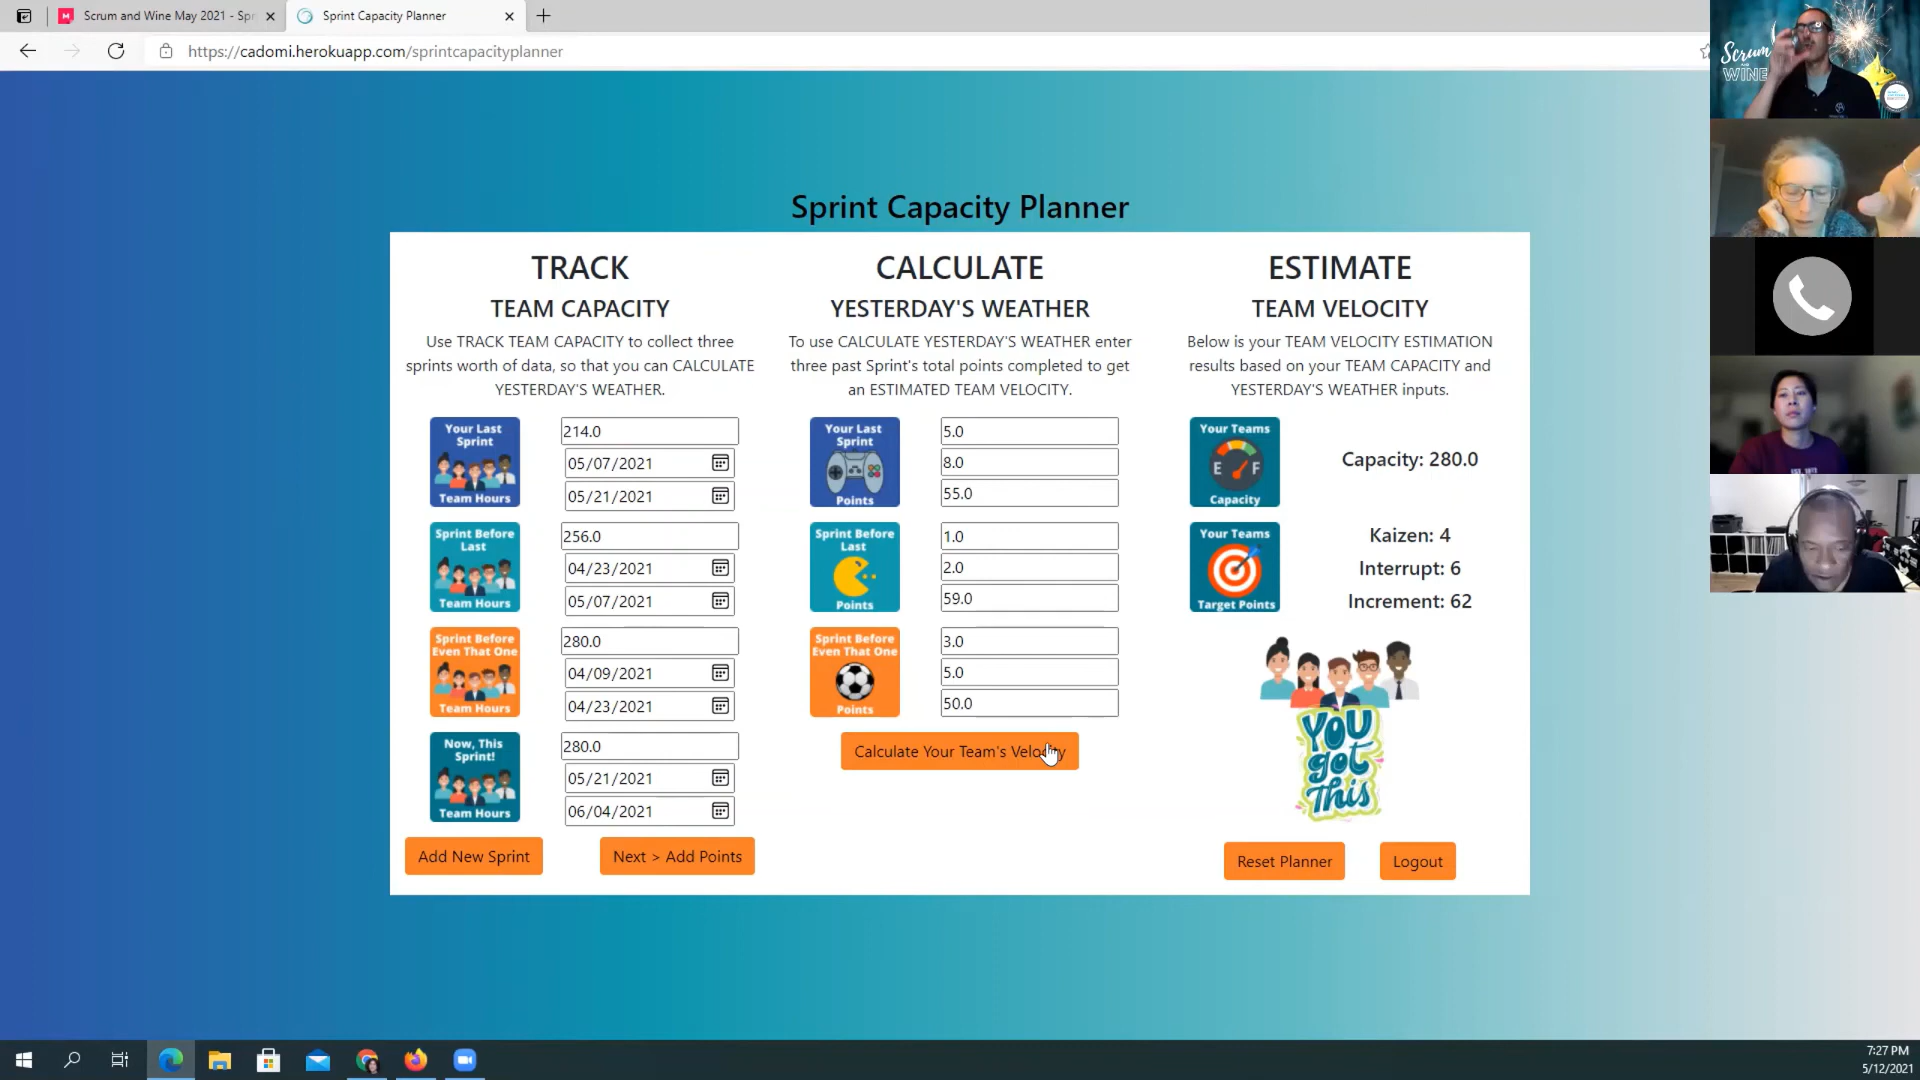 Scrum and Wine May 2021 - Spr
Sprint Capacity Planner
https://cadomi.herokuapp.com/sprintcapacityplanner
Scrum
WINE
Sprint Capacity Planner
TRACK
TEAM CAPACITY
Use TRACK TEAM CAPACITY to collect three
sprints worth of data, so that you can CALCULATE
YESTERDAY'S WEATHER.
Your Last
Sprint
Team Hours
214.0
05/07/2021
05/21/2021
Sprint Before
Last
Team Hours
256.0
04/23/2021
05/07/2021
Sprint Before
Even That One
Team Hours
280.0
04/09/2021
04/23/2021
Now, This
Sprint!
Team Hours
280.0
05/21/2021
06/04/2021
Add New Sprint
Next > Add Points
CALCULATE
YESTERDAY'S WEATHER
To use CALCULATE YESTERDAY'S WEATHER enter
three past Sprint's total points completed to get
an ESTIMATED TEAM VELOCITY.
Your Last
Sprint
Points
5.0
8.0
55.0
Sprint Before
Last
Points
1.0
2.0
59.0
Sprint Before
Even That One
Points
3.0
5.0
50.0
Calculate Your Team's Velocity
ESTIMATE
TEAM VELOCITY
Below is your TEAM VELOCITY ESTIMATION
results based on your TEAM CAPACITY and
YESTERDAY'S WEATHER inputs.
Your Teams
E F
Capacity
Capacity: 280.0
Your Teams
Target Points
Kaizen: 4
Interrupt: 6
Increment: 62
YOU
got
this
Reset Planner
Logout
7:27 PM
5/12/2021